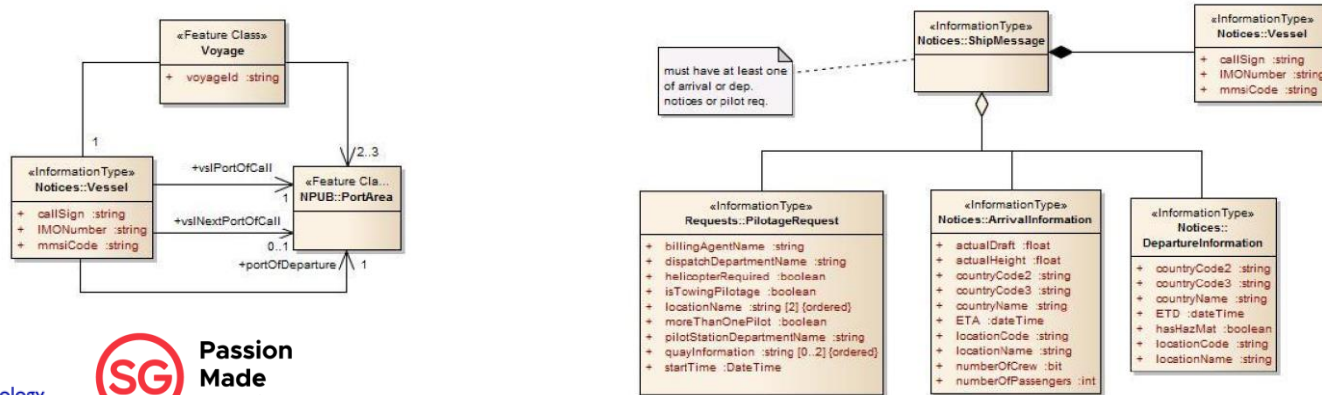 «Feature Class»
Voyage
+ voyageId :string
1
2..3
«InformationType»
Notices::Vessel
+ callSign :string
+ IMONumber :string
+ mmsiCode :string
+vslPortOfCall
1
+vslNextPortOfCall
0..1
+portOfDeparture
1
«Feature Cla...
NPUB::PortArea
SG
Passion
Made
must have at least one
of arrival or dep.
notices or pilot req.
«InformationType»
Notices::ShipMessage
«InformationType»
Notices::Vessel
+ callSign :string
+ IMONumber :string
+ mmsiCode :string
«InformationType»
Requests::PilotageRequest
+ billingAgentName :string
+ dispatchDepartmentName :string
+ helicopterRequired :boolean
+ isTowingPilotage :boolean
+ locationName :string [2] {ordered}
+ moreThanOnePilot :boolean
+ pilotStationDepartmentName :string
+ quayInformation :string [0..2] {ordered}
+ startTime :DateTime
«InformationType»
Notices::ArrivalInformation
+ actualDraft :float
+ actualHeight :float
+ countryCode2 :string
+ countryCode3 :string
+ countryName :string
+ ETA :dateTime
+ locationCode :string
+ locationName :string
+ numberOfCrew :bit
+ numberOfPassengers :int
«InformationType»
Notices::
DepartureInformation
+ countryCode2 :string
+ countryCode3 :string
+ countryName :string
+ ETD :dateTime
+ hasHazMat :boolean
+ locationCode :string
+ locationName :string